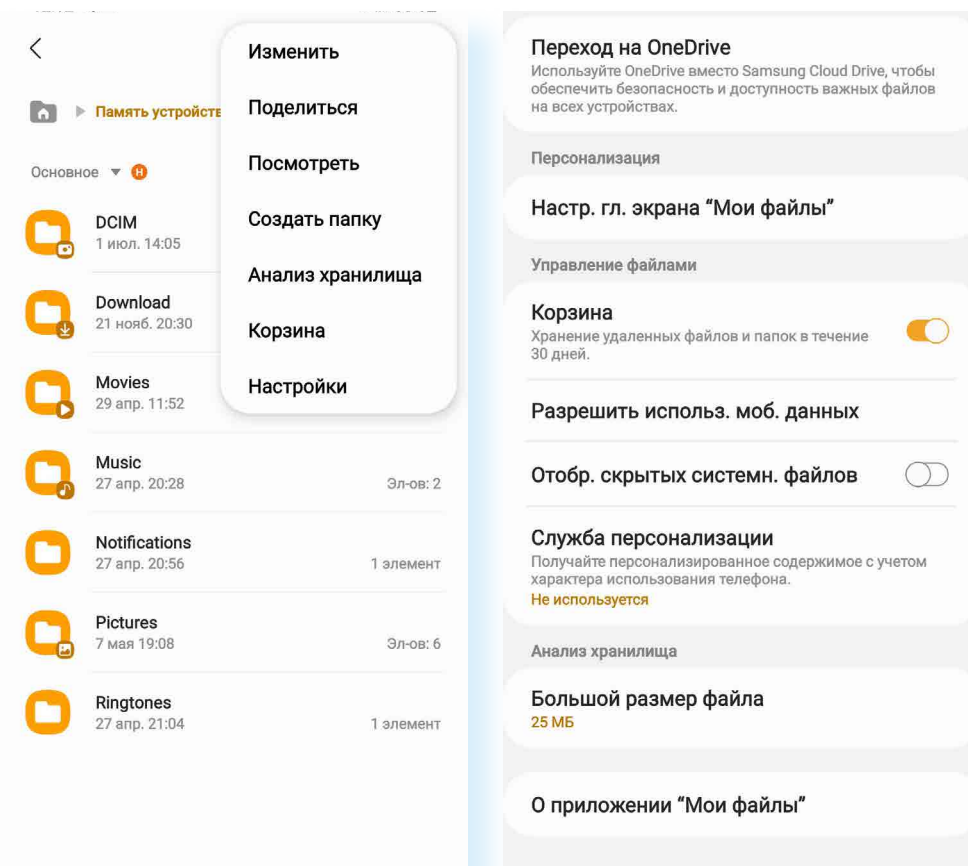 Изменить
Поделиться
Посмотреть
Создать папку
Анализ хранилища
Корзина
Настройки
Память устройств
Основное
H
DCIM
1 июл. 14:05
Download
21 нояб. 20:30
Movies
29 апр. 11:52
Music
27 апр. 20:28
Эл-ов: 2
Notifications
27 апр. 20:56
1 элемент
Pictures
7 мая 19:08
Эл-ов: 6
Ringtones
27 апр. 21:04
1 элемент
Переход на OneDrive
Используйте OneDrive вместо Samsung Cloud Drive, чтобы
обеспечить безопасность и доступность важных файлов
на всех устройствах.
Персонализация
Настр. гл. экрана “Мои файлы”
Управление файлами
Корзина
Хранение удаленных файлов и папок в течение
30 дней.
Разрешить использ. моб. данных
Отобр. скрытых системн. файлов
Служба персонализации
Получайте персонализированное содержимое с учетом
характера использования телефона.
Не используется
Анализ хранилища
Большой размер файла
25 МБ
О приложении “Мои файлы”